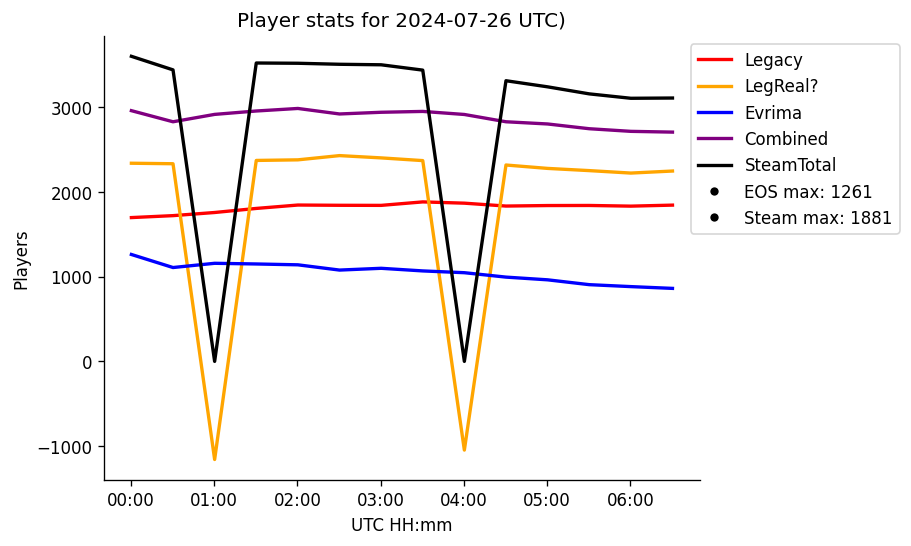 Player stats for 2024-07-26 UTC)
Legacy
LegReal?
Evrima
Combined
SteamTotal
EOS max: 1261
Steam max: 1881
Players
3000
2000
1000
0
−1000
00:00 01:00 02:00 03:00 04:00 05:00 06:00
UTC HH:mm